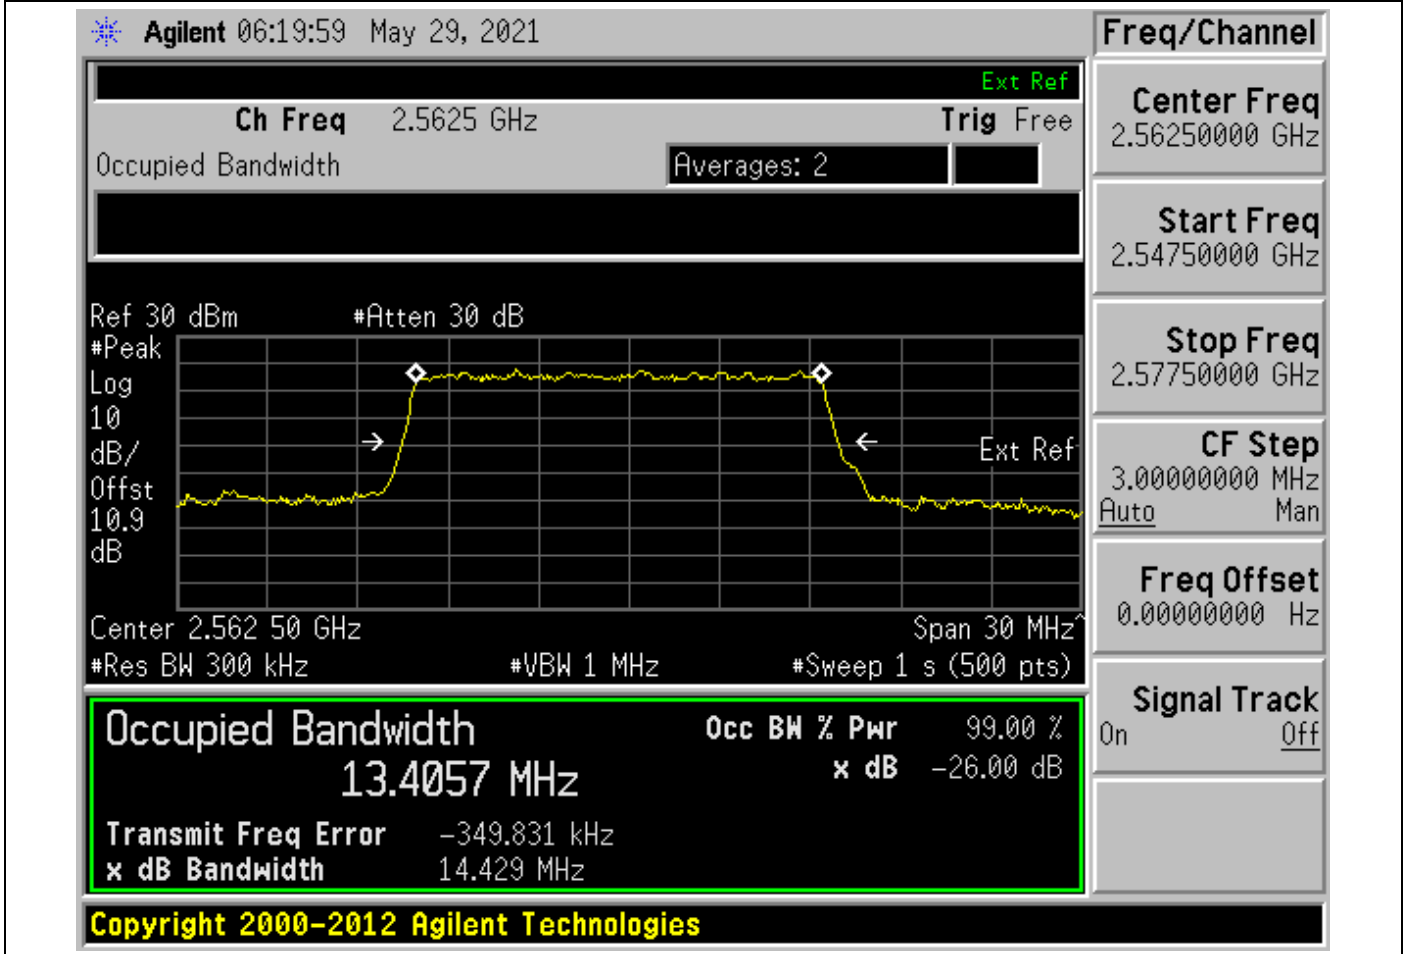 Agilent 06:19:59 May 29, 2021
Freq/Channel
Ext Ref
Ch Freq 2.5625 GHz Trig Free
Occupied Bandwidth Averages: 2
Center Freq
2.56250000 GHz
Start Freq
2.54750000 GHz
Stop Freq
2.57750000 GHz
CF Step
3.00000000 MHz
Auto Man
Freq Offset
0.00000000 Hz
Signal Track
On Off
Ref 30 dBm #Atten 30 dB
#Peak
Log
10
dB/
Offst
10.9
dB
Ext Ref
Center 2.562 50 GHz Span 30 MHz^
#Res BW 300 kHz #VBW 1 MHz #Sweep 1 s (500 pts)
Occupied Bandwidth
13.4057 MHz
Occ BW % Pwr 99.00 %
x dB -26.00 dB
Transmit Freq Error -349.831 kHz
x dB Bandwidth 14.429 MHz
Copyright 2000-2012 Agilent Technologies